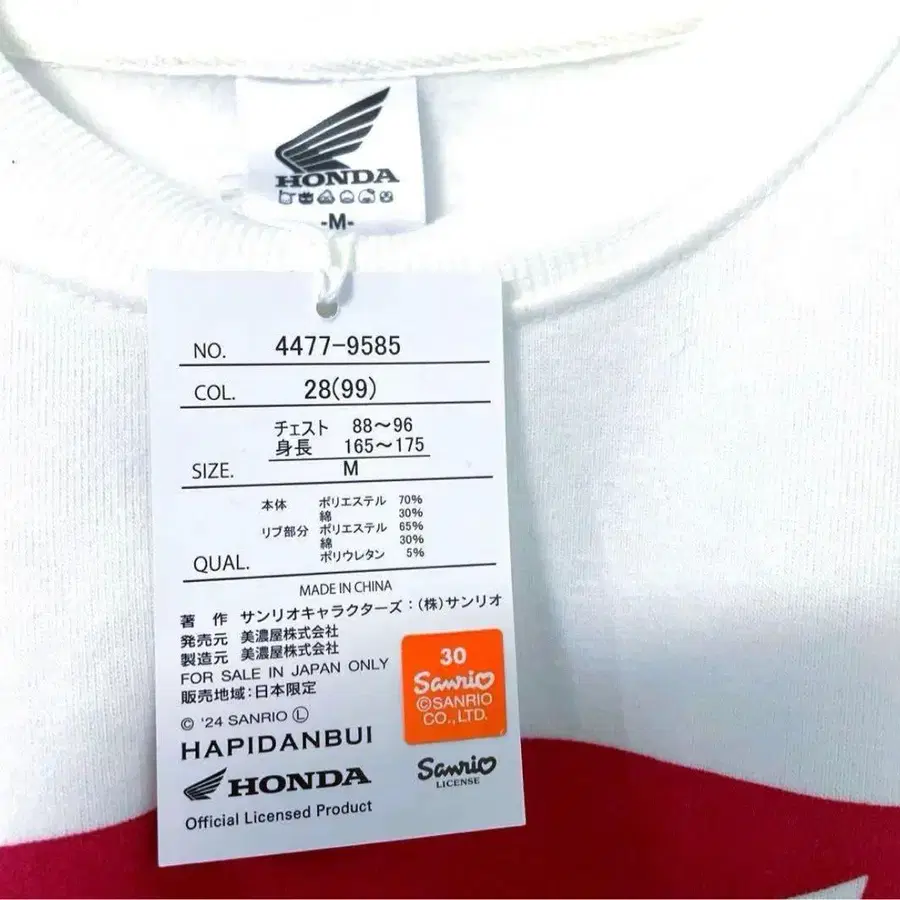 HONDA
-M-
NO. 4477-9585
COL. 28(99)
チェスト 88～96
身長 165～175
SIZE. M
本体 ポリエステル 70%
綿 30%
リブ部分 ポリエステル 65%
綿 30%
QUAL. ポリウレタン 5%
MADE IN CHINA
著 作 サンリオキャラクターズ：(株)サンリオ
発売元 美濃屋株式会社
製造元 美濃屋株式会社
FOR SALE IN JAPAN ONLY
販売地域：日本限定
© '24 SANRIO Ⓛ
HAPIDANBUI
HONDA
Official Licensed Product
30
Sanrio
©SANRIO
CO., LTD.
Sanrio
LICENSE